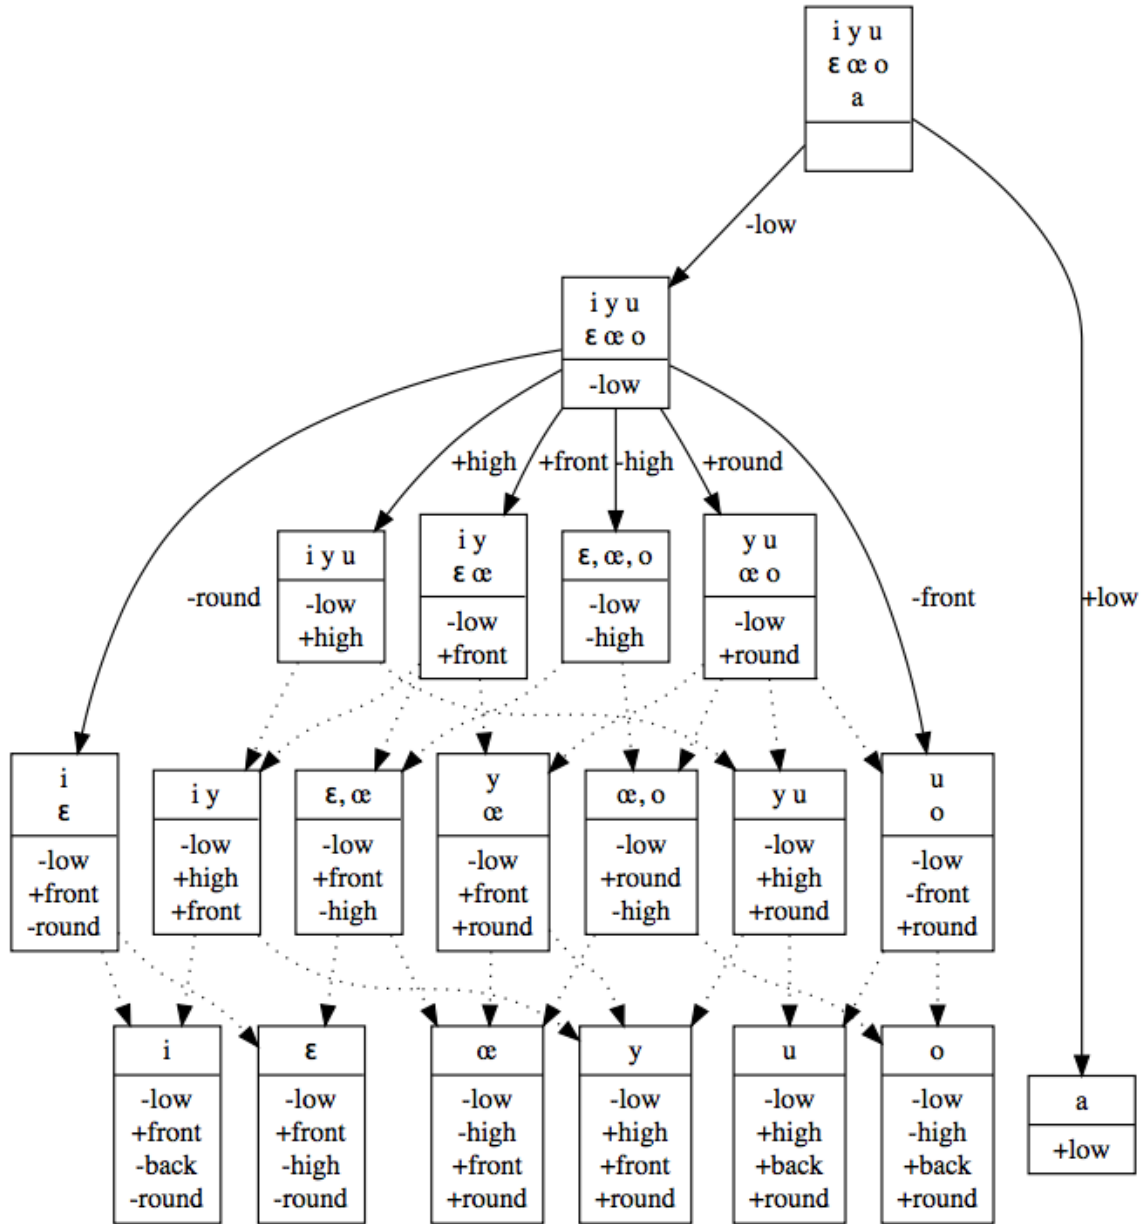 i y u
ɛ œ o
a
-low
i y u
ɛ œ o
-low
+high
+front
-high
+round
-round
-front
+low
i y u
-low
+high
i y
ɛ œ
-low
+front
ɛ, œ, o
-low
-high
y u
œ o
-low
+round
i
ɛ
-low
+front
-round
i y
-low
+high
+front
ɛ, œ
-low
+front
-high
y
œ
-low
+front
+round
œ, o
-low
+round
-high
y u
-low
+high
+round
u
o
-low
-front
+round
i
-low
+front
-back
-round
ɛ
-low
+front
-high
-round
œ
-low
-high
+front
+round
y
-low
+high
+front
+round
u
-low
+high
+back
+round
o
-low
-high
+back
+round
a
+low